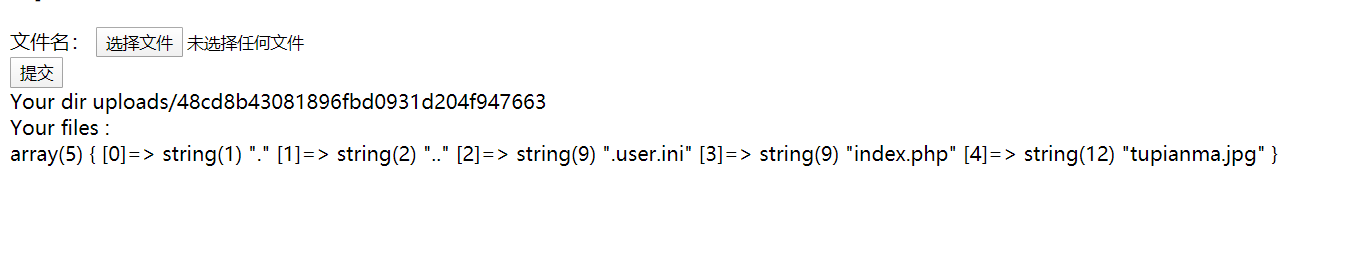 文件名： 选择文件 未选择任何文件
提交
Your dir uploads/48cd8b43081896fbd0931d204f947663
Your files :
array(5) { [0]=> string(1) "." [1]=> string(2) ".." [2]=> string(9) ".user.ini" [3]=> string(9) "index.php" [4]=> string(12) "tupianma.jpg" }